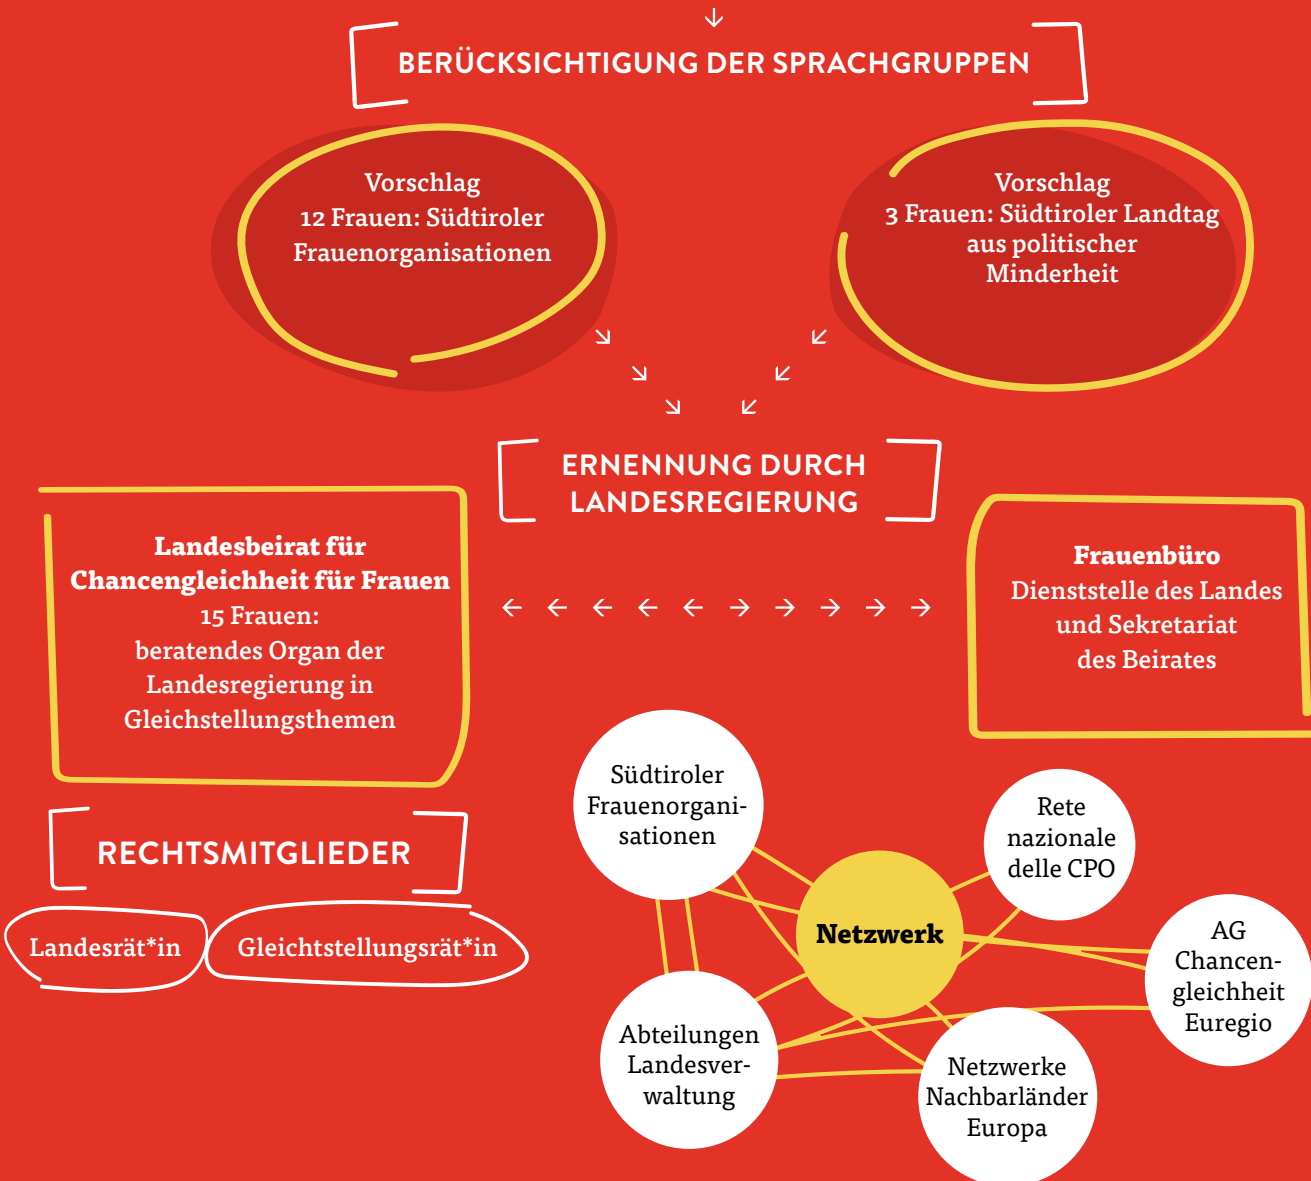 BERÜCKSICHTIGUNG DER SPRACHGRUPPEN
Vorschlag
12 Frauen: Südtiroler
Frauenorganisationen
Vorschlag
3 Frauen: Südtiroler Landtag
aus politischer
Minderheit
ERNENNUNG DURCH
LANDESREGIERUNG
Landesbeirat für
Chancengleichheit für Frauen
15 Frauen:
beratendes Organ der
Landesregierung in
Gleichstellungsthemen
Frauenbüro
Dienststelle des Landes
und Sekretariat
des Beirates
RECHTSMITGLIEDER
Landesrät*in
Gleichtstellungsrät*in
Südtiroler
Frauenorgani-
sationen
Rete
nazionale
delle CPO
Netzwerk
AG
Chancen-
gleichheit
Euregio
Abteilungen
Landesver-
waltung
Netzwerke
Nachbarländer
Europa